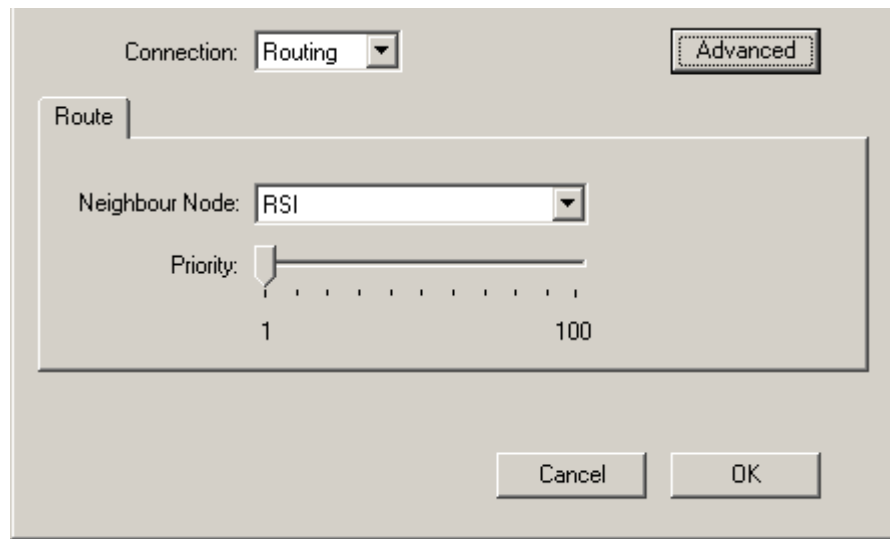 Connection: Routing Advanced
Route
Neighbour Node: RSI
Priority:
1 100
Cancel OK